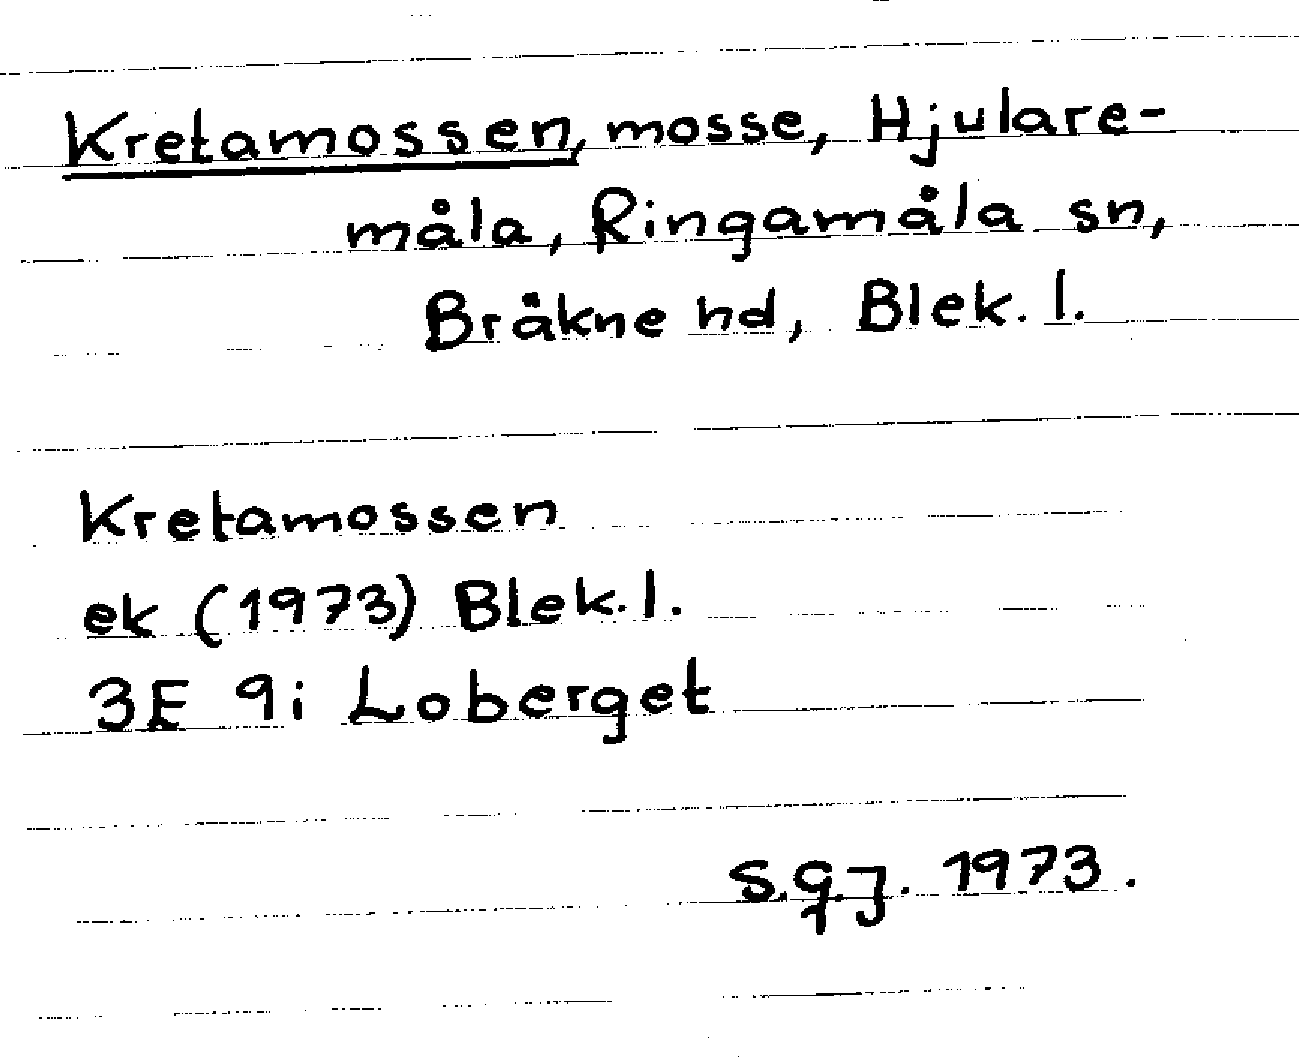 Kretamossen, mosse, Hjulare-
måla, Ringamåla sn,
Bräkne hd, Blek. l.
Kretamossen
ek (1973) Blek. l.
3E 9i Loberget
S.G.J. 1973.